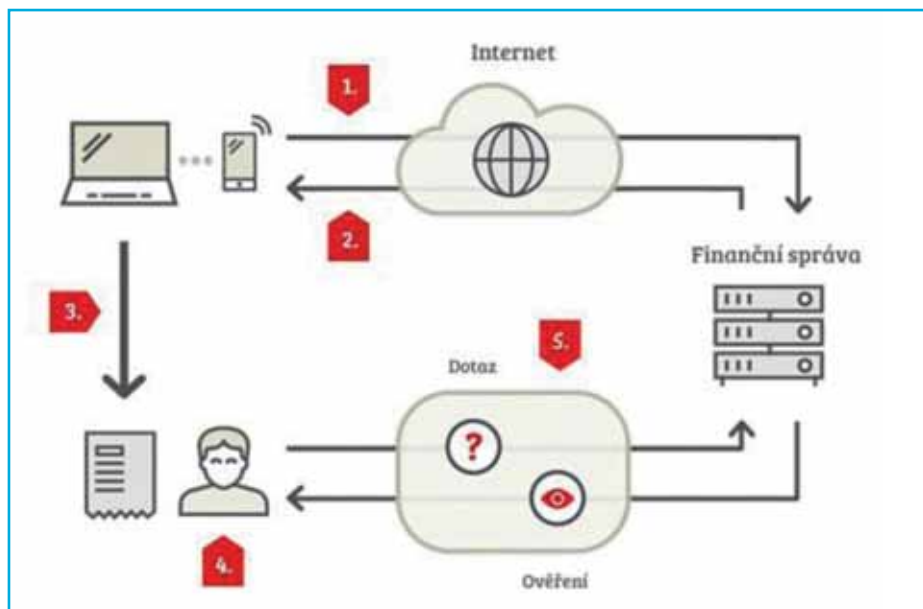 Internet
1.
2.
Finanční správa
3.
5.
Dotaz
?
4.
Ověření